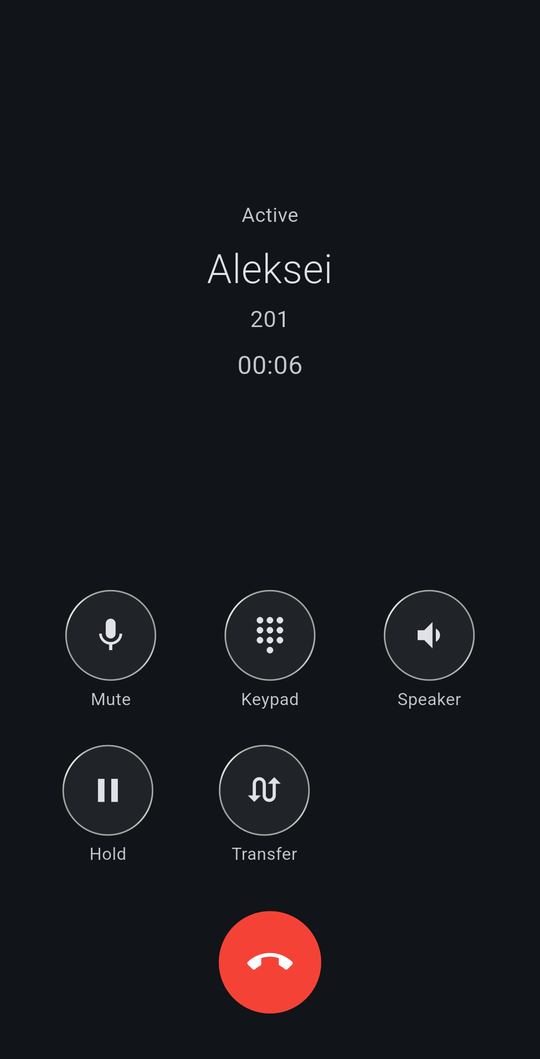 Active
Aleksei
201
00:06
Mute
Keypad
Speaker
Hold
Transfer